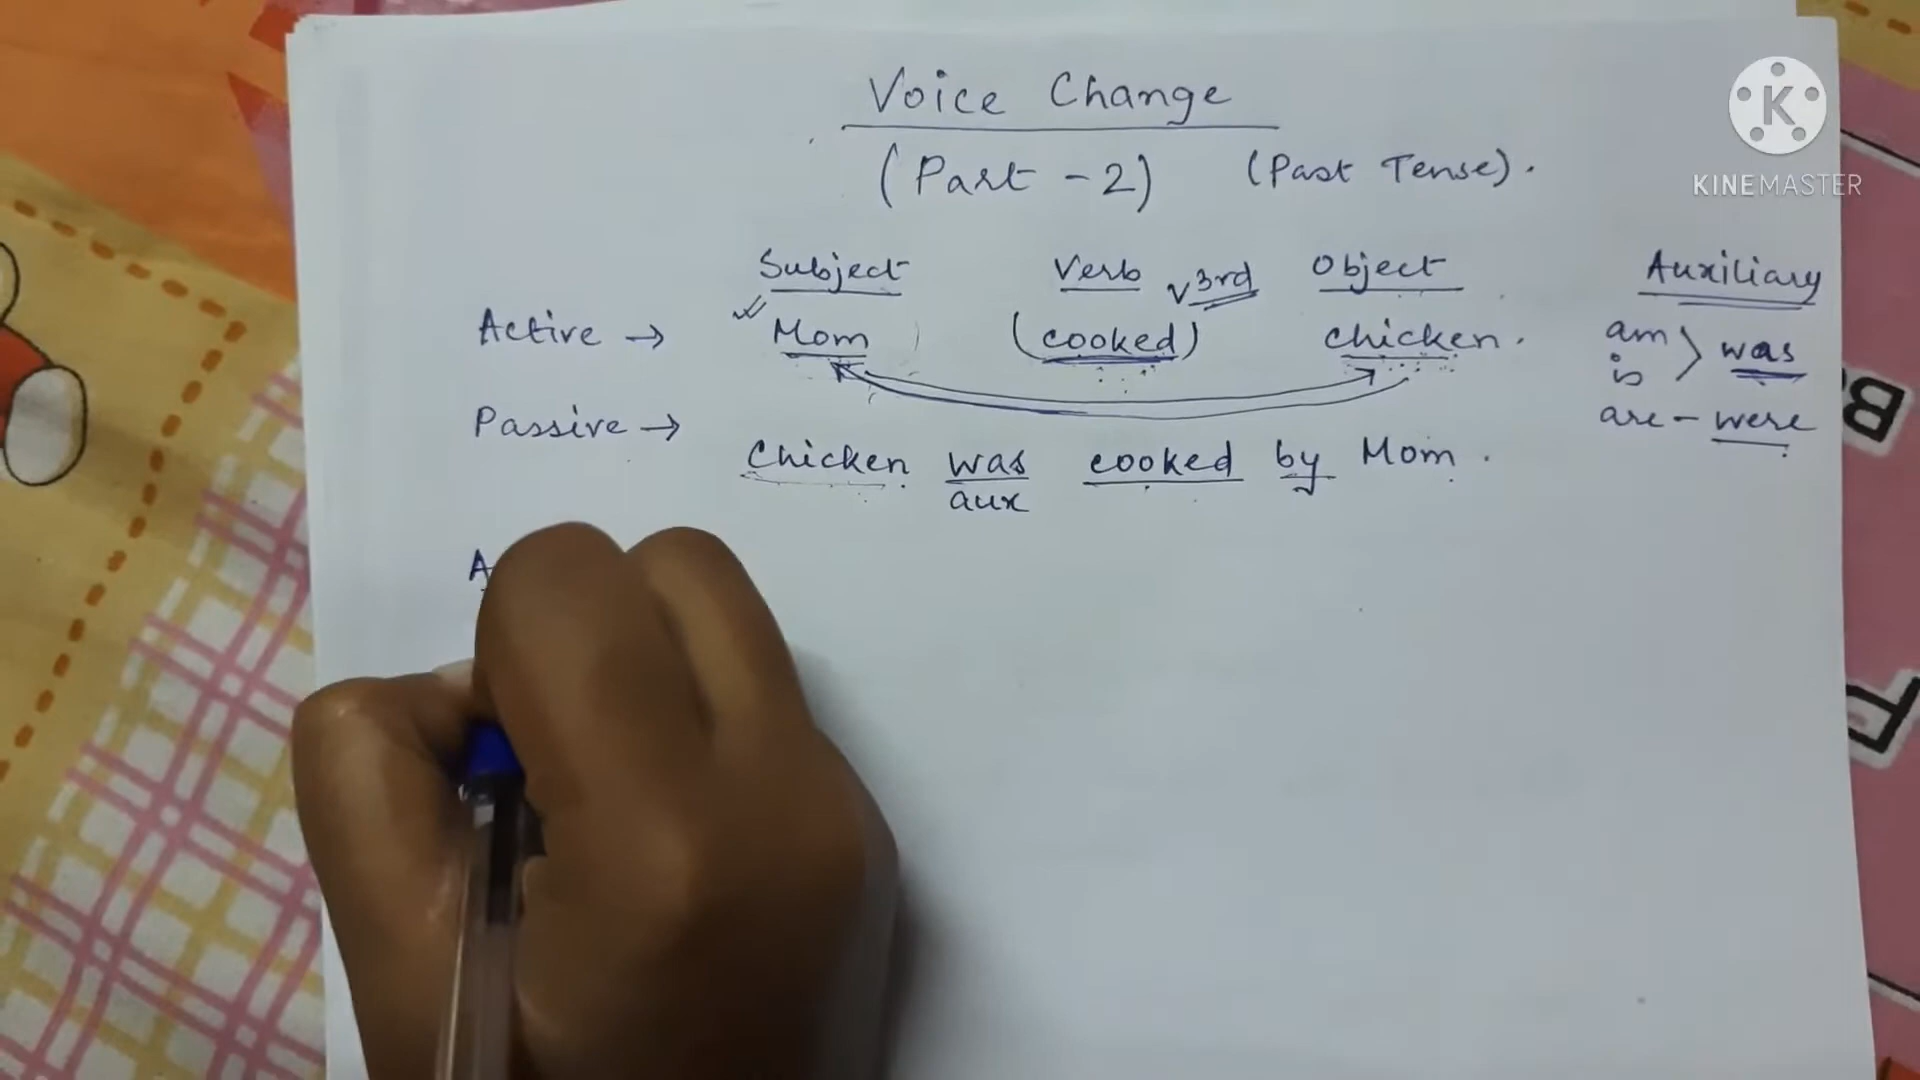 Voice Change
(Part - 2) (Past Tense).
KINEMASTER
Subject Verb v3rd Object Auxiliary
Active → Mom (cooked) chicken.
am
is > was
are - were
Passive → Chicken was cooked by Mom.
aux
A
B